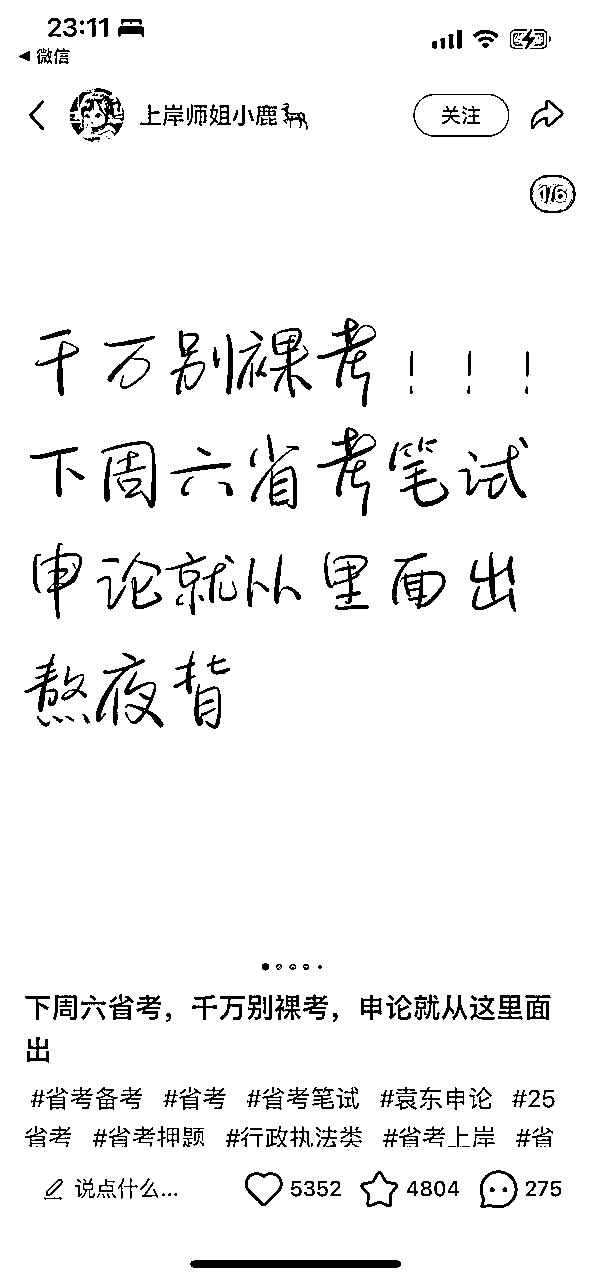 23:11
微信
上岸师姐小鹿🦌
关注
1/6
千万别裸考！！！
下周六省考笔试
申论就从里面出
熬夜背
下周六省考，千万别裸考，申论就从这里面
出
#省考备考 #省考 #省考笔试 #袁东申论 #25
省考 #省考押题 #行政执法类 #省考上岸 #省
说点什么... 5352 4804 275